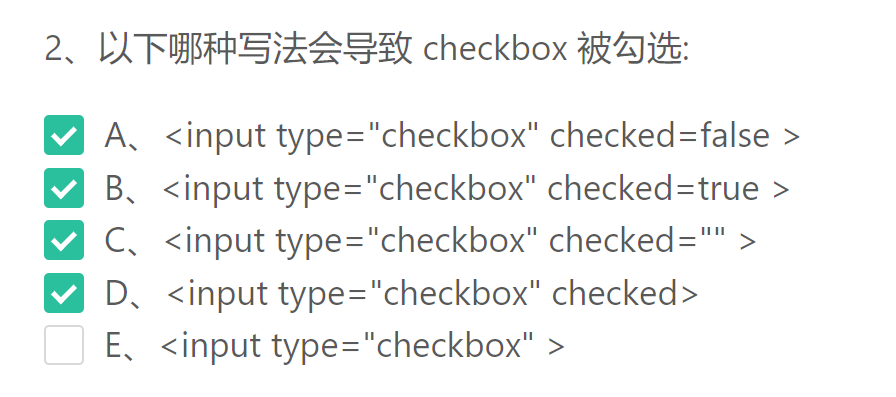 2、以下哪种写法会导致 checkbox 被勾选:
A、<input type="checkbox" checked=false >
B、<input type="checkbox" checked=true >
C、<input type="checkbox" checked="" >
D、<input type="checkbox" checked>
E、<input type="checkbox" >